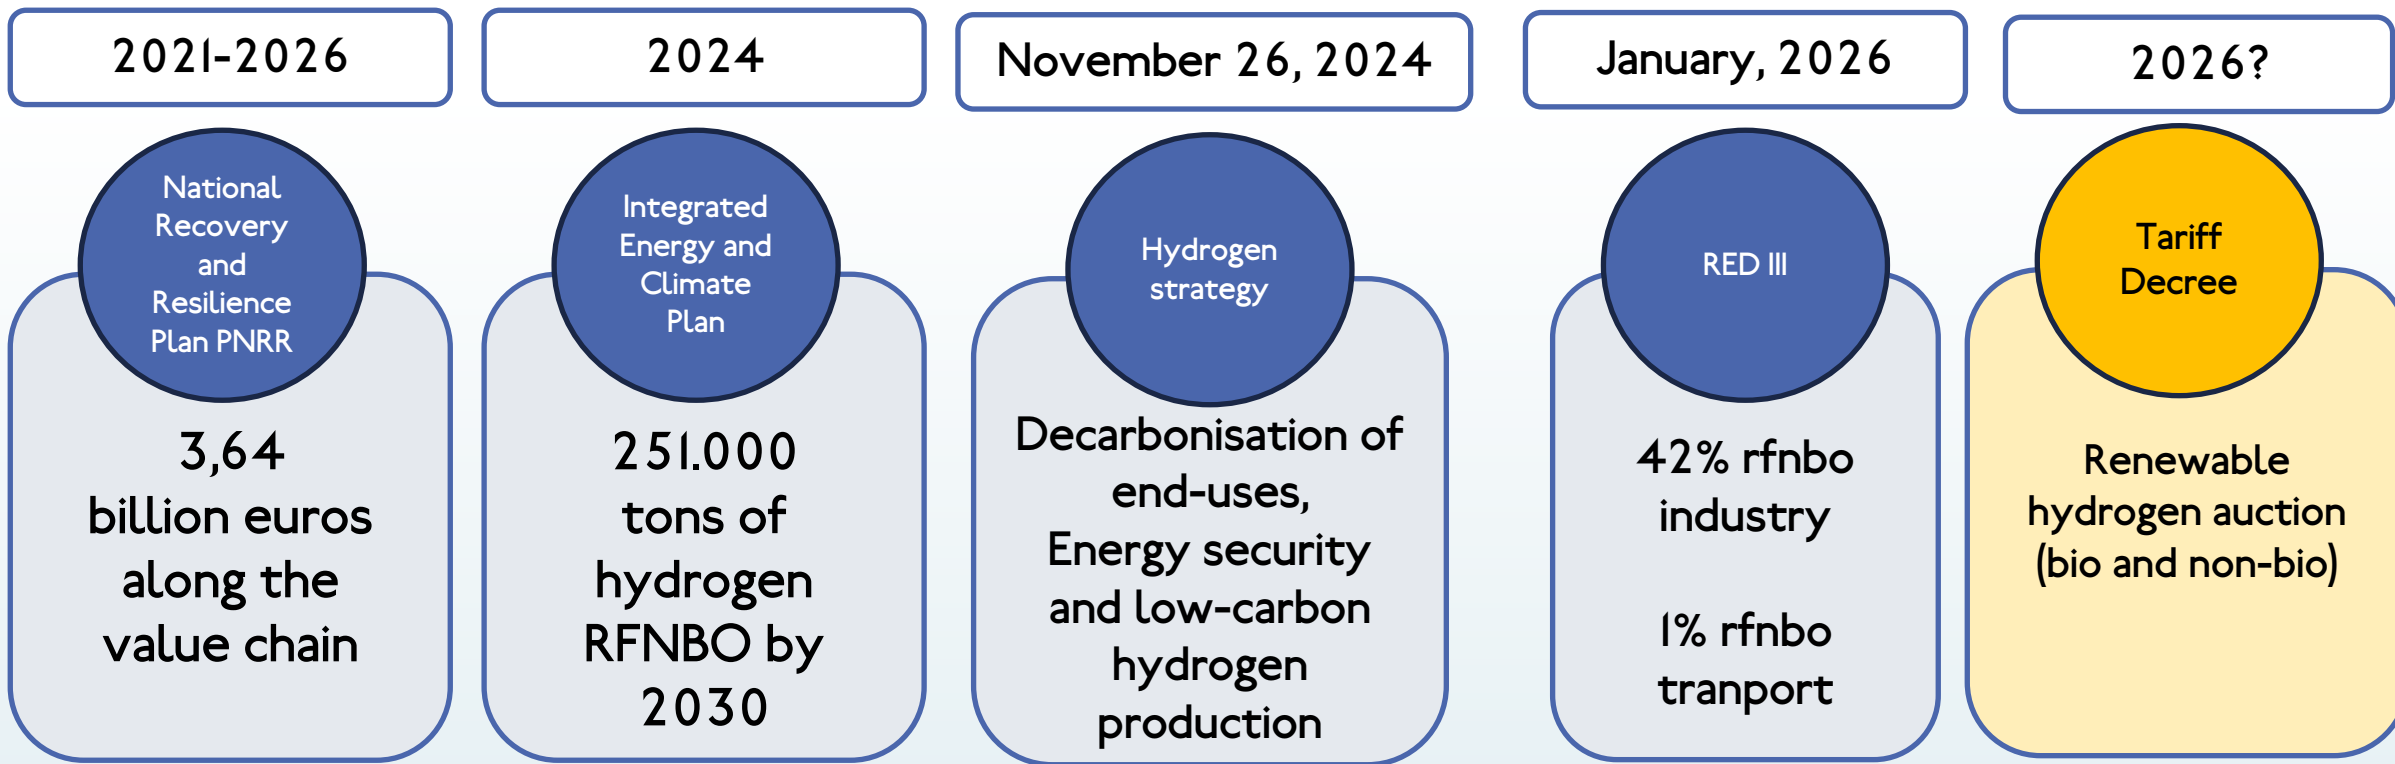 2021-2026
2024
November 26, 2024
January, 2026
2026?
National
Recovery
and
Resilience
Plan PNRR
3,64
billion euros
along the
value chain
Integrated
Energy and
Climate
Plan
251.000
tons of
hydrogen
RFNBO by
2030
Hydrogen
strategy
Decarbonisation of
end-uses,
Energy security
and low-carbon
hydrogen
production
RED III
42% rfnbo
industry
1% rfnbo
tranport
Tariff
Decree
Renewable
hydrogen auction
(bio and non-bio)